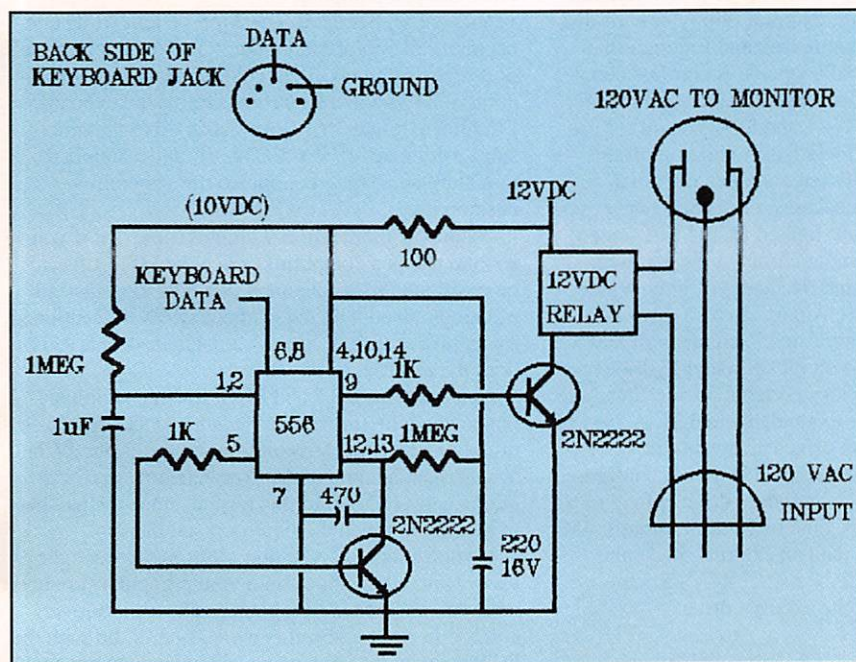 BACK SIDE OF
KEYBOARD JACK
DATA
GROUND
120VAC TO MONITOR
(10VDC)
12VDC
100
KEYBOARD
DATA
12VDC
RELAY
1MEG
6,8
4,10,14
1,2
9
1K
1uF
1K
5
556
12,13
1MEG
2N2222
7
470
2N2222
220
16V
120 VAC
INPUT